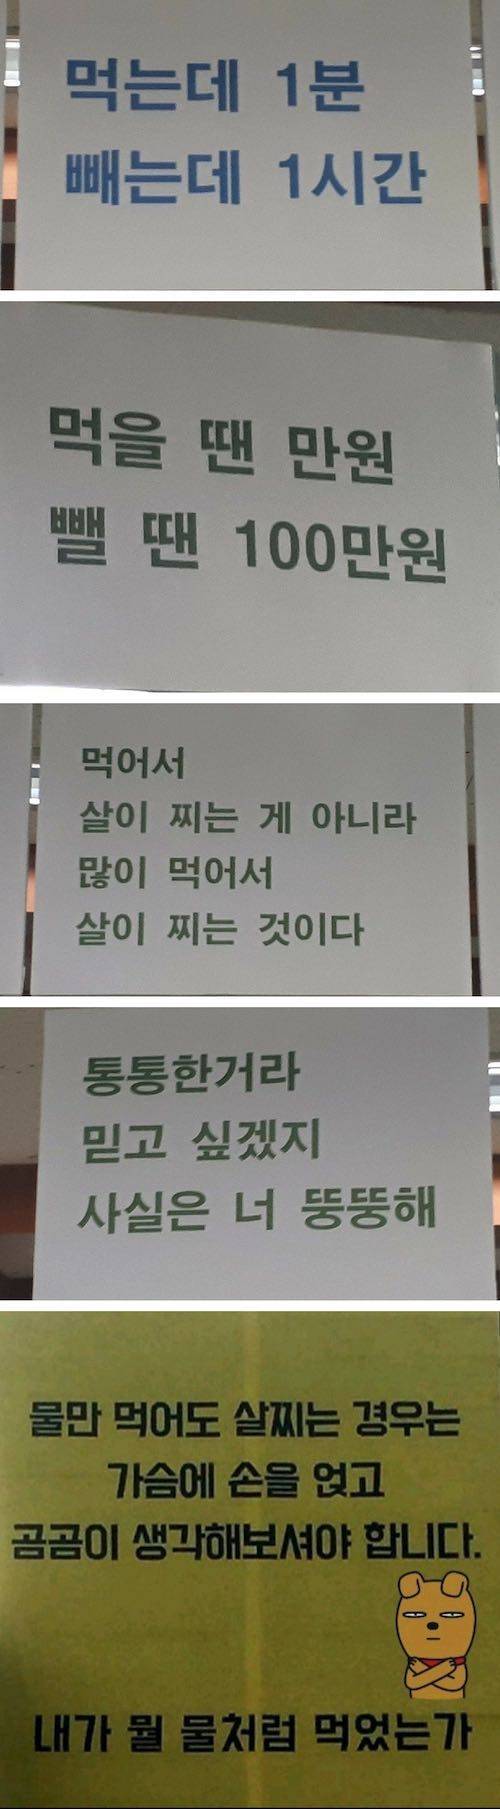 먹는데 1분
빼는데 1시간
먹을 땐 만원
뺄 땐 100만원
먹어서
살이 찌는 게 아니라
많이 먹어서
살이 찌는 것이다
통통한거라
믿고 싶겠지
사실은 너 뚱뚱해
물만 먹어도 살찌는 경우는
가슴에 손을 얹고
곰곰이 생각해보셔야 합니다.
내가 뭘 물처럼 먹었는가